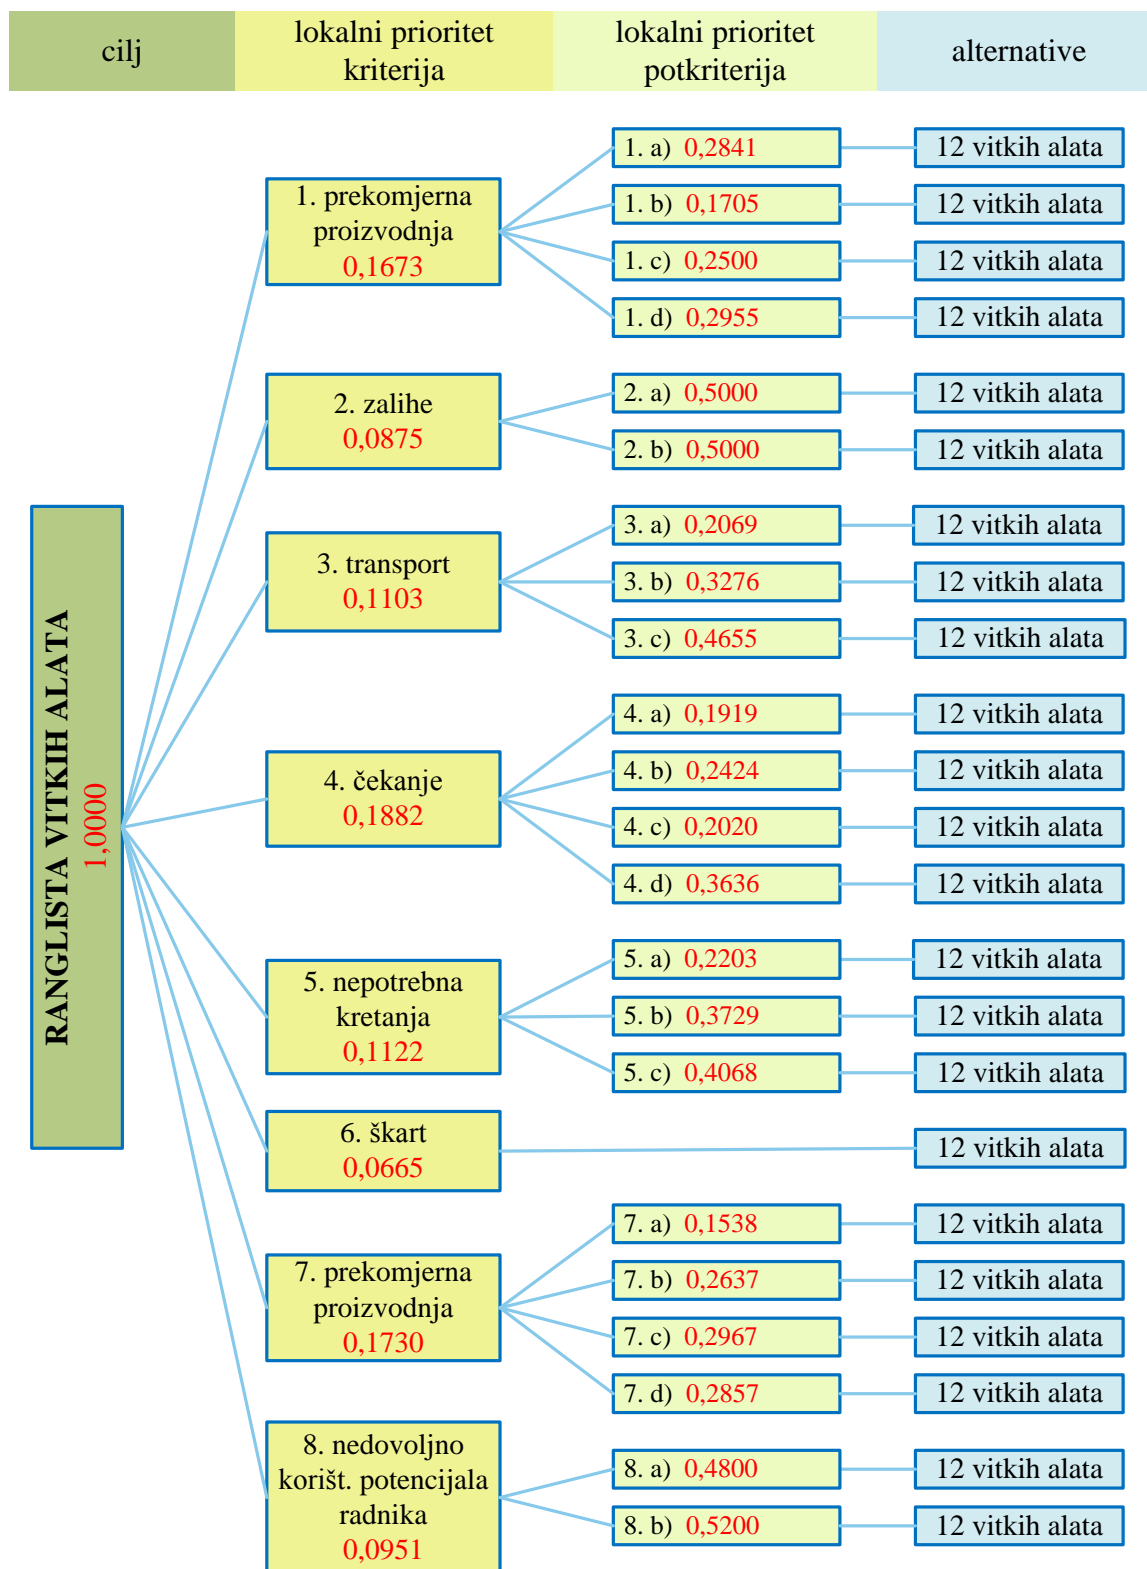 cilj
lokalni prioritet
kriterija
lokalni prioritet
potkriterija
alternative
RANGLISTA VITKIH ALATA
1,0000
1. prekomjerna
proizvodnja
0,1673
1. a) 0,2841
12 vitkih alata
1. b) 0,1705
12 vitkih alata
1. c) 0,2500
12 vitkih alata
1. d) 0,2955
12 vitkih alata
2. zalihe
0,0875
2. a) 0,5000
12 vitkih alata
2. b) 0,5000
12 vitkih alata
3. transport
0,1103
3. a) 0,2069
12 vitkih alata
3. b) 0,3276
12 vitkih alata
3. c) 0,4655
12 vitkih alata
4. čekanje
0,1882
4. a) 0,1919
12 vitkih alata
4. b) 0,2424
12 vitkih alata
4. c) 0,2020
12 vitkih alata
4. d) 0,3636
12 vitkih alata
5. nepotrebna
kretanja
0,1122
5. a) 0,2203
12 vitkih alata
5. b) 0,3729
12 vitkih alata
5. c) 0,4068
12 vitkih alata
6. škart
0,0665
12 vitkih alata
7. prekomjerna
proizvodnja
0,1730
7. a) 0,1538
12 vitkih alata
7. b) 0,2637
12 vitkih alata
7. c) 0,2967
12 vitkih alata
7. d) 0,2857
12 vitkih alata
8. nedovoljno
korišt. potencijala
radnika
0,0951
8. a) 0,4800
12 vitkih alata
8. b) 0,5200
12 vitkih alata